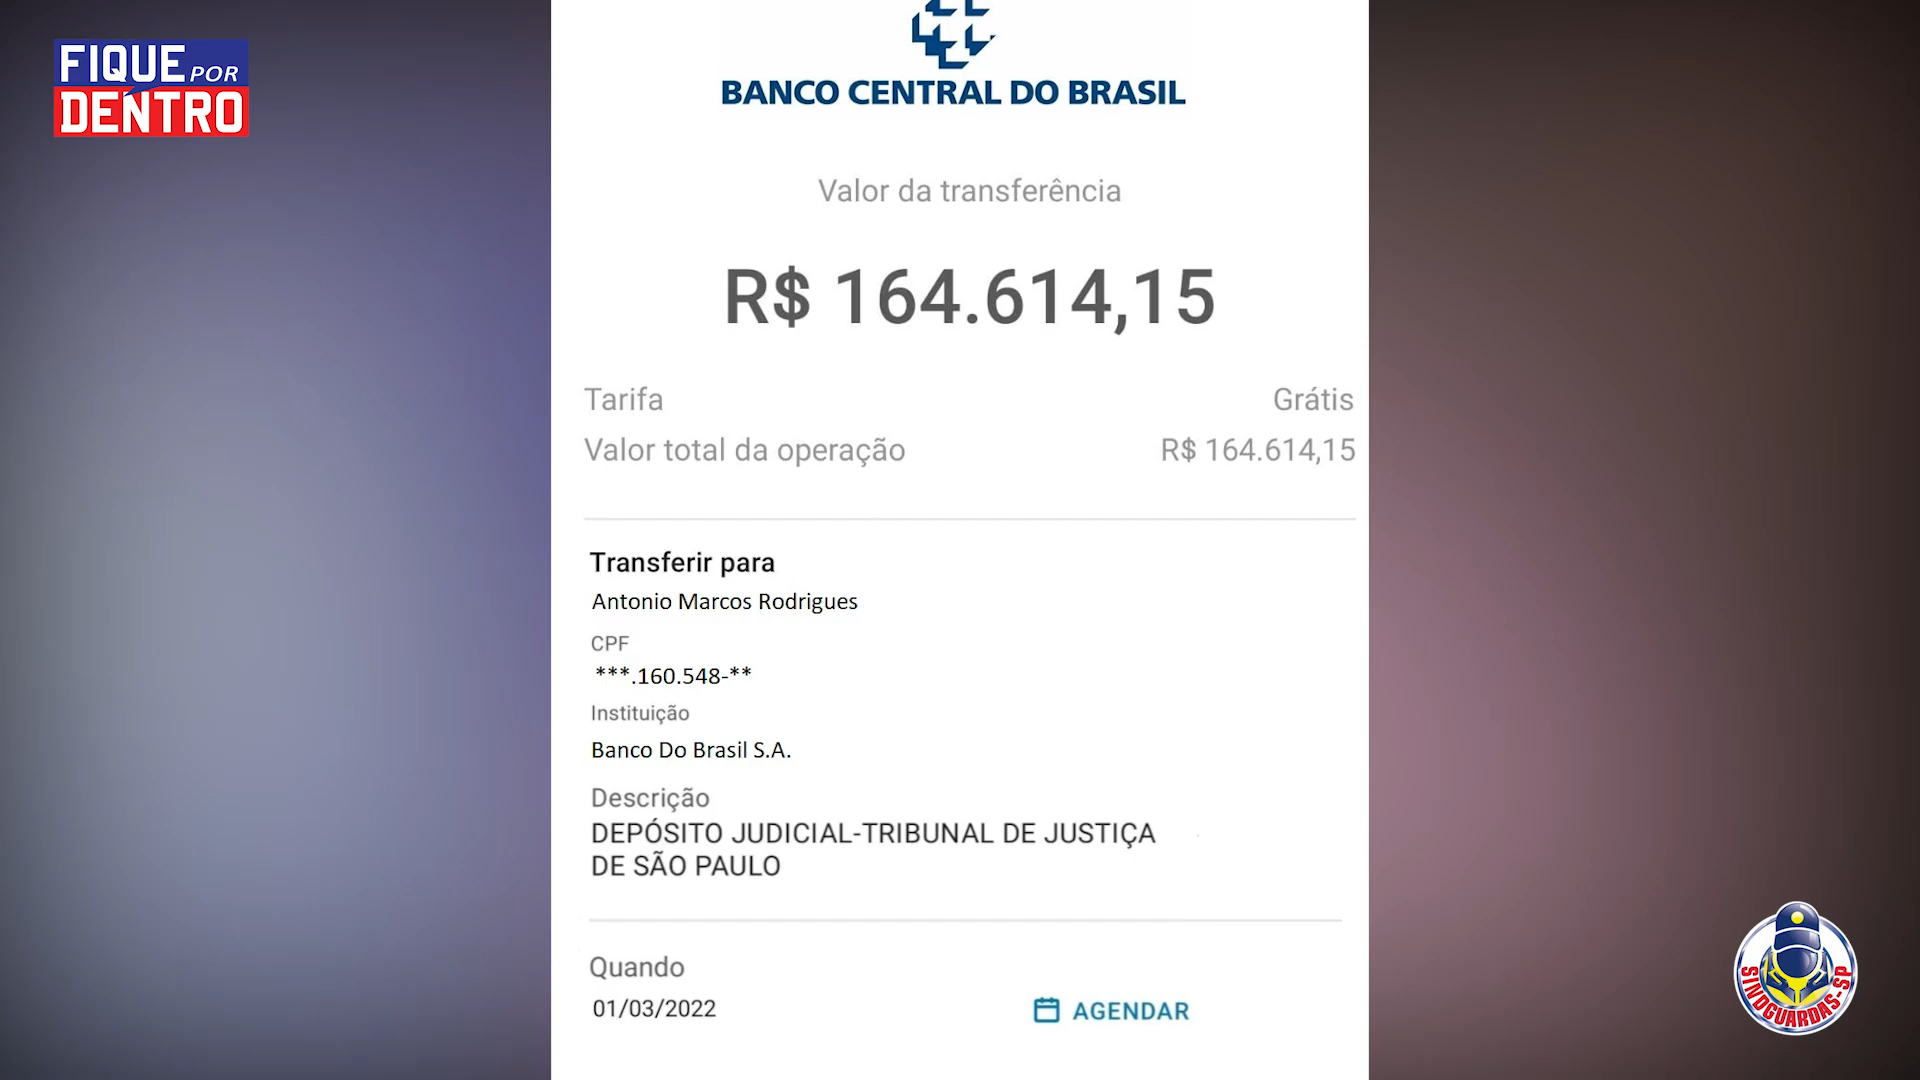 FIQUE POR
DENTRO
BANCO CENTRAL DO BRASIL
Valor da transferência
R$ 164.614,15
Tarifa Grátis
Valor total da operação R$ 164.614,15
Transferir para
Antonio Marcos Rodrigues
CPF
***.160.548-**
Instituição
Banco Do Brasil S.A.
Descrição
DEPÓSITO JUDICIAL-TRIBUNAL DE JUSTIÇA
DE SÃO PAULO
Quando
01/03/2022 AGENDAR
SINDGUARDAS-SP